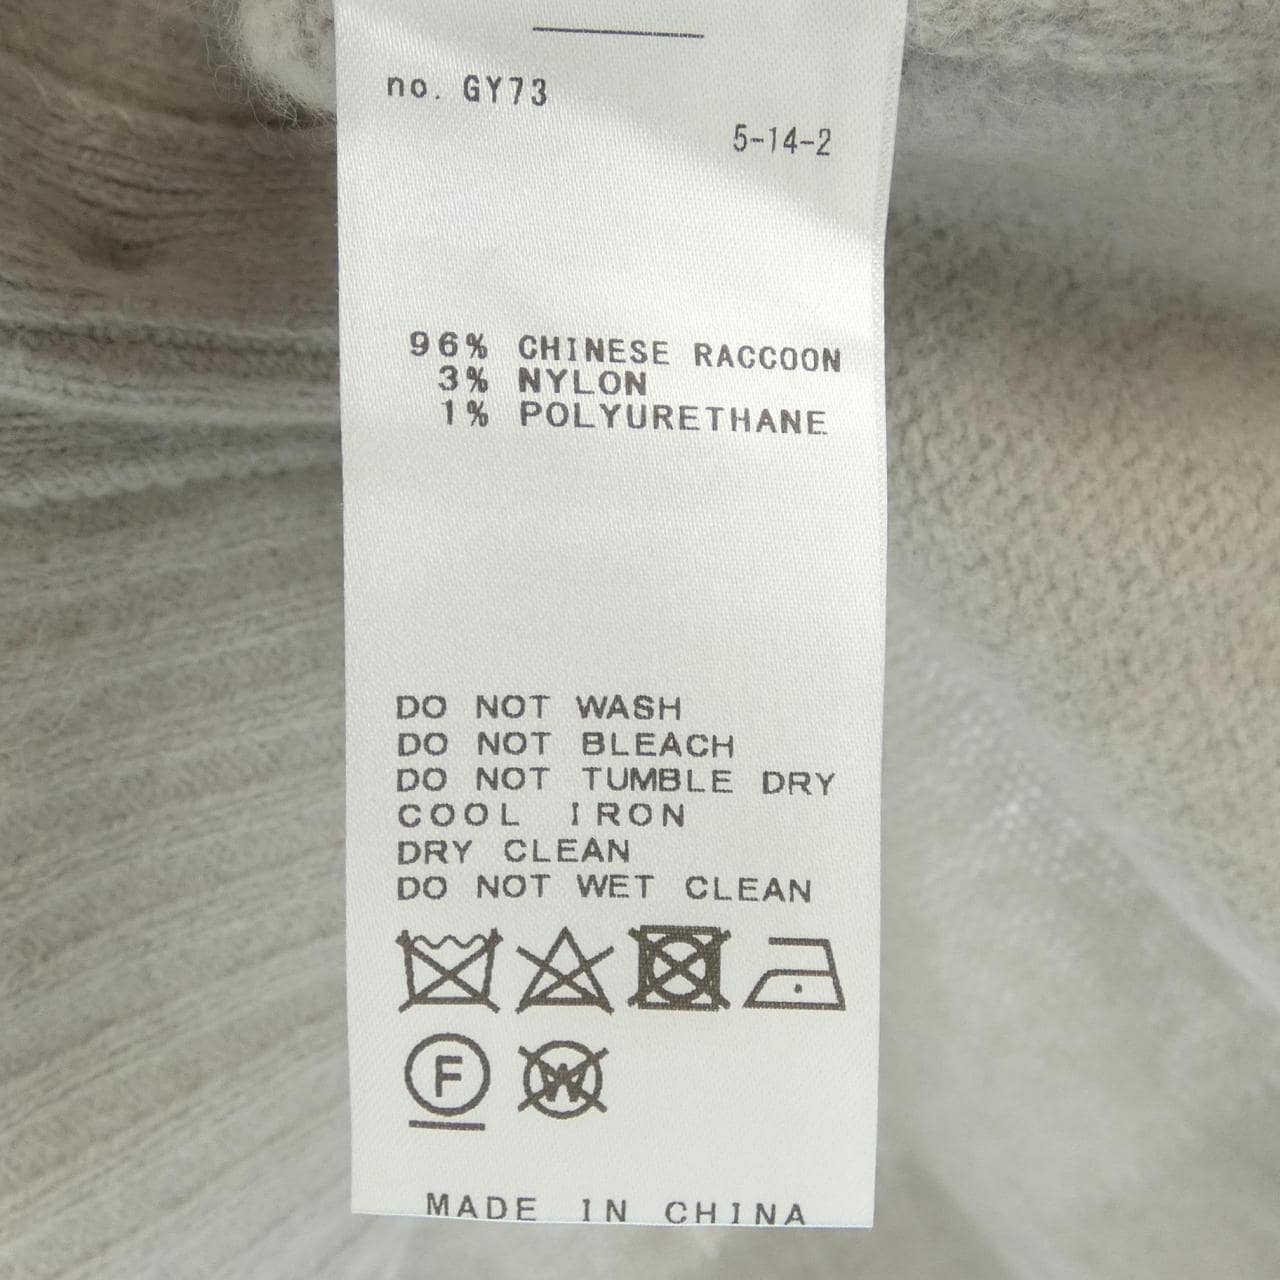 no. GY73
5-14-2
96% CHINESE RACCOON
3% NYLON
1% POLYURETHANE
DO NOT WASH
DO NOT BLEACH
DO NOT TUMBLE DRY
COOL IRON
DRY CLEAN
DO NOT WET CLEAN
F W
MADE IN CHINA